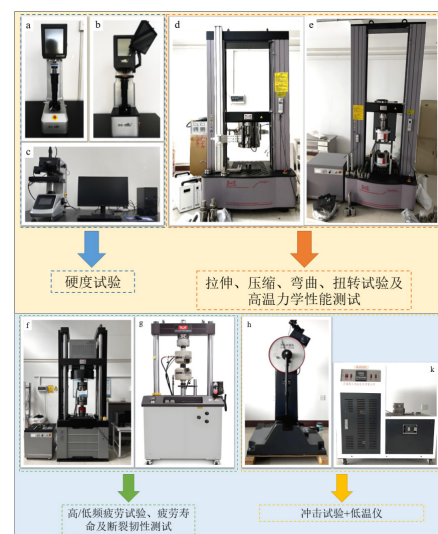 a
b
c
d
e
硬度试验
拉伸、压缩、弯曲、扭转试验及
高温力学性能测试
f
g
h
k
高/低频疲劳试验、疲劳寿
命及断裂韧性测试
冲击试验+低温仪